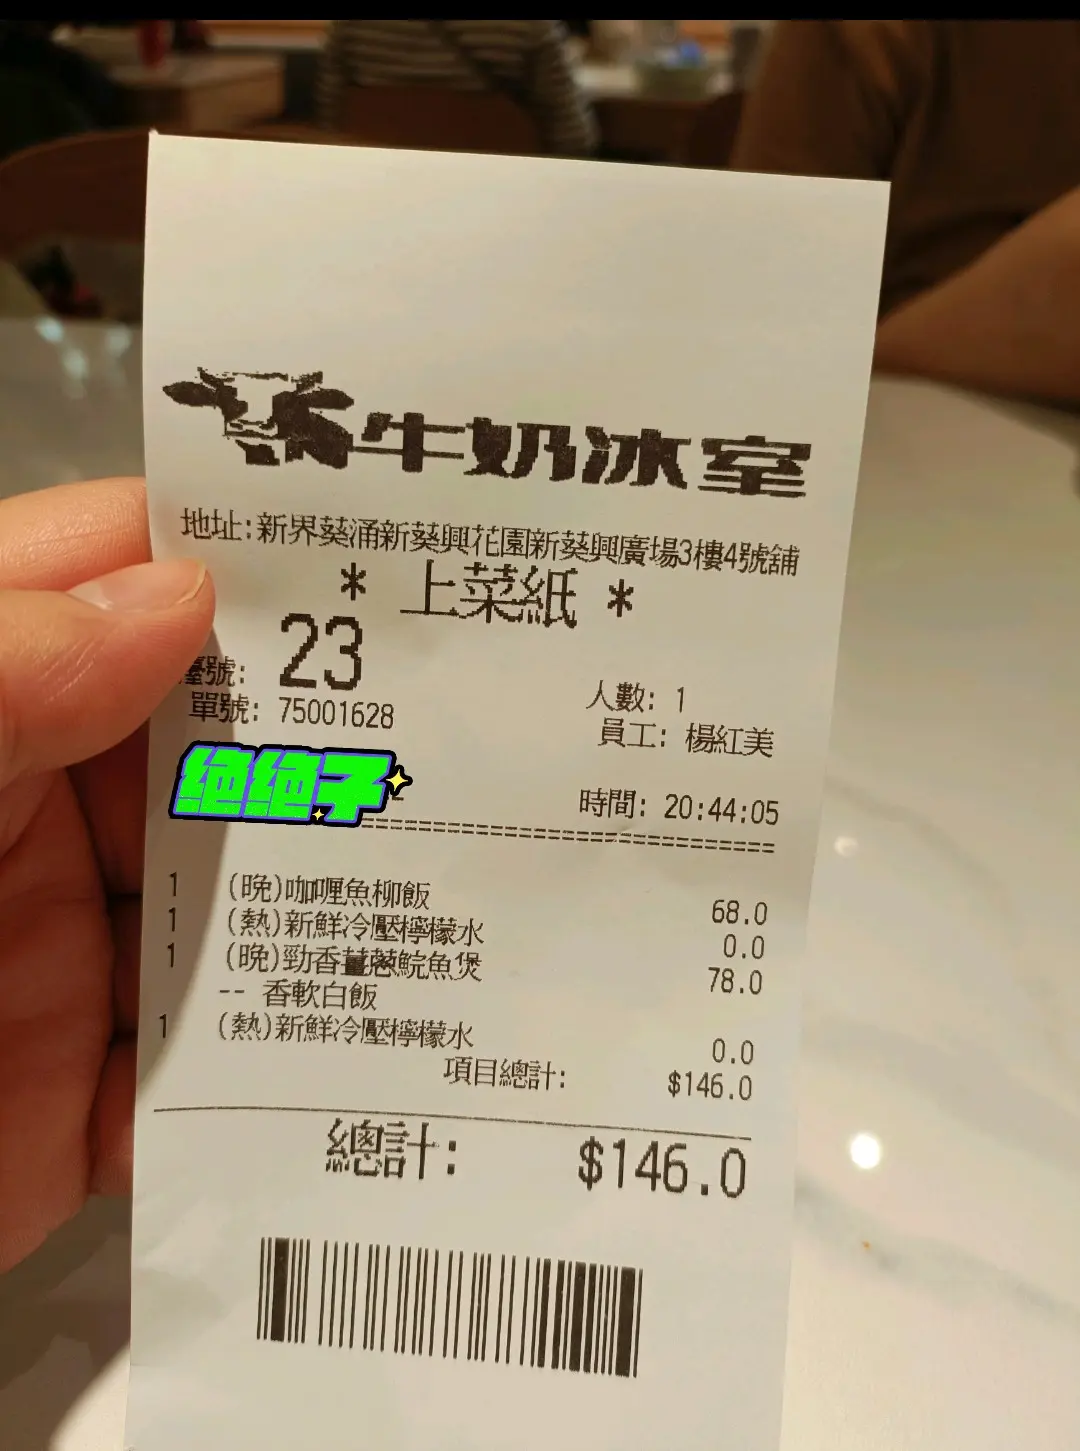 牛奶冰室
地址:新界葵涌新葵興花園新葵興廣場3樓4號舖
* 上菜紙 *
臺號: 23
人數: 1
單號: 75001628
員工: 楊紅美
绝绝子
時間: 20:44:05
1 (晚)咖喱魚柳飯 68.0
1 (熱)新鮮冷壓檸檬水 0.0
1 (晚)勁香薑蔥鯇魚煲 78.0
-- 香軟白飯
1 (熱)新鮮冷壓檸檬水 0.0
項目總計: $146.0
總計: $146.0